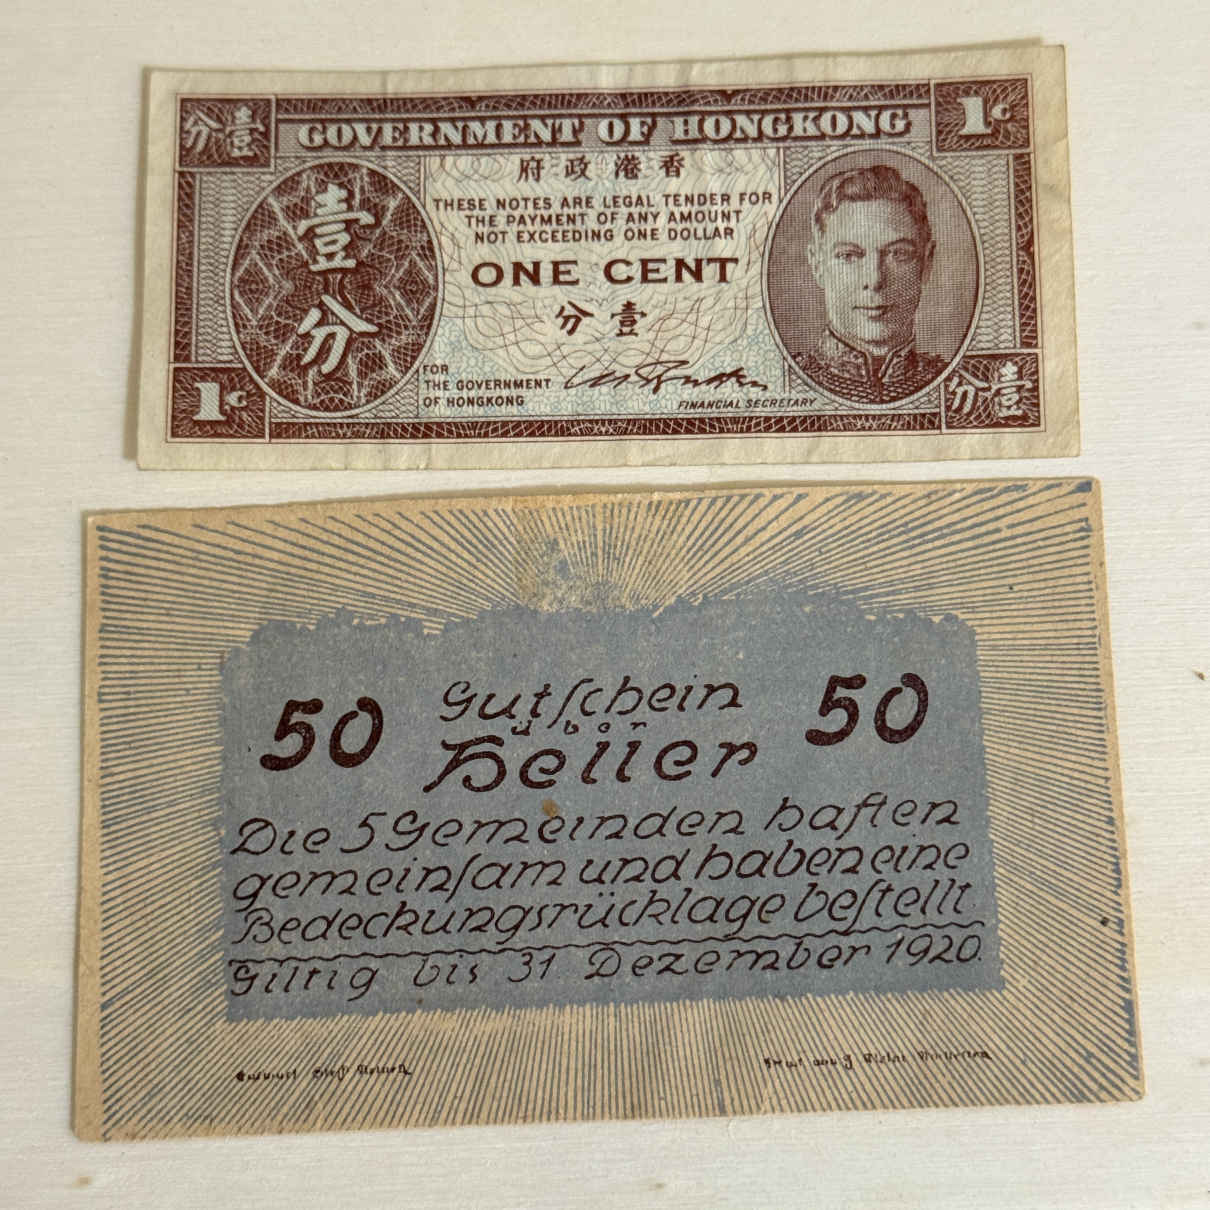 分壹
GOVERNMENT OF HONGKONG
1c
府政港香
THESE NOTES ARE LEGAL TENDER FOR
THE PAYMENT OF ANY AMOUNT
NOT EXCEEDING ONE DOLLAR
壹
分
ONE CENT
分壹
FOR
THE GOVERNMENT
OF HONGKONG
FINANCIAL SECRETARY
1c
分壹
50
Gutſchein
über
Heller
50
Die 5 Gemeinden haften
gemeinſam und haben eine
Bedeckungsrücklage beſtellt.
Giltig bis 31 Dezember 1920.